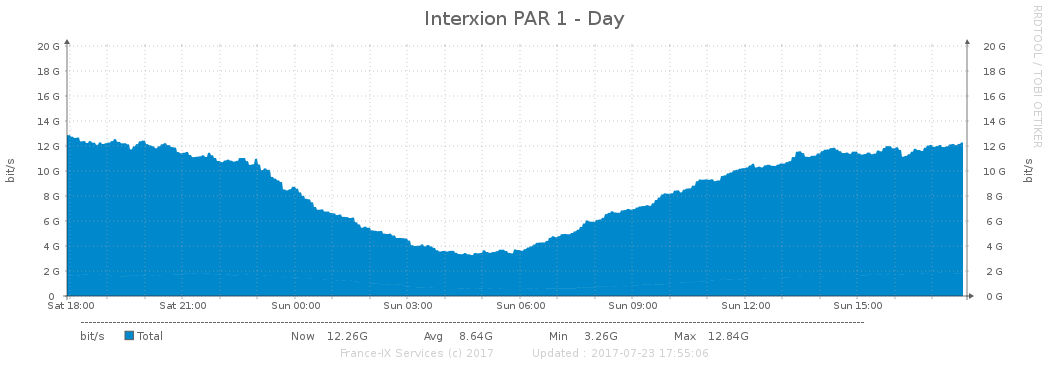 Interxion PAR 1 - Day
RRDTOOL / TOBI OETIKER
bit/s
20 G 20 G
18 G 18 G
16 G 16 G
14 G 14 G
12 G 12 G
10 G 10 G
8 G 8 G
6 G 6 G
4 G 4 G
2 G 2 G
0 0 G
bit/s
Sat 18:00 Sat 21:00 Sun 00:00 Sun 03:00 Sun 06:00 Sun 09:00 Sun 12:00 Sun 15:00
bit/s Total Now 12.26G Avg 8.64G Min 3.26G Max 12.84G
France-IX Services (c) 2017 Updated : 2017-07-23 17:55:06